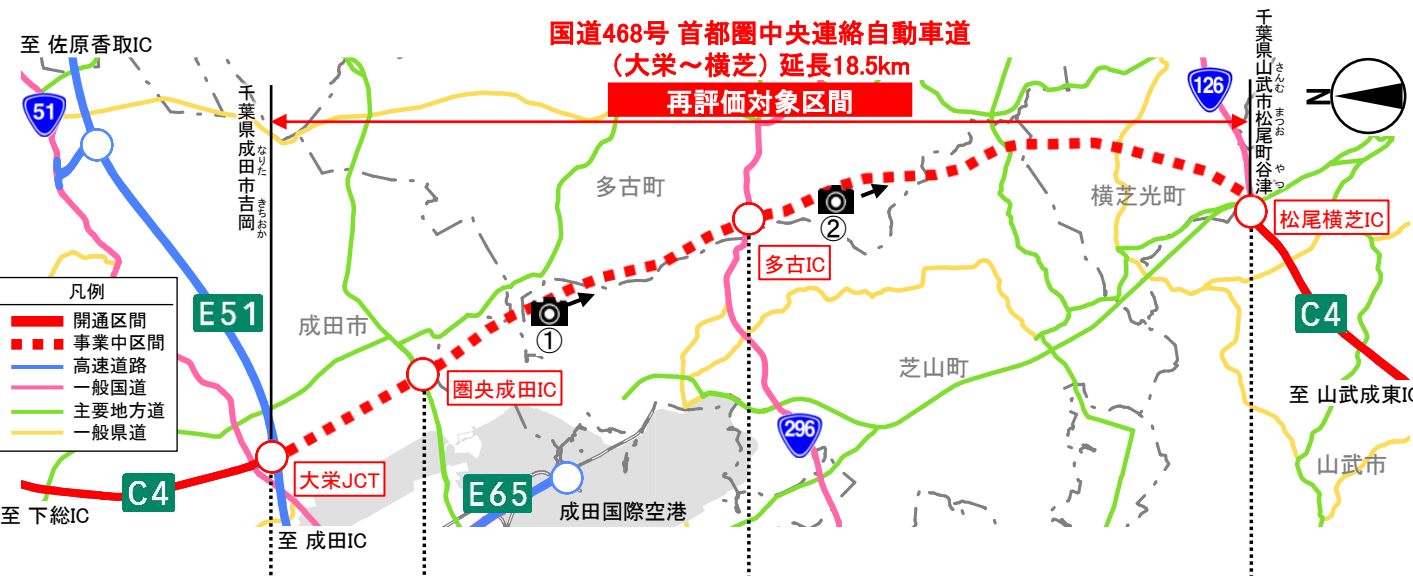 国道468号 首都圏中央連絡自動車道
(大栄～横芝) 延長18.5km
再評価対象区間
至 佐原香取IC
51
千葉県成田市吉岡
なりた
きちおか
126
千葉県山武市松尾町谷津
さんむ
まつお
やつ
N
多古町
横芝光町
②
松尾横芝IC
多古IC
凡例
開通区間
事業中区間
高速道路
一般国道
主要地方道
一般県道
E51
成田市
①
C4
芝山町
圏央成田IC
至 山武成東IC
296
山武市
大栄JCT
C4
E65
成田国際空港
至 下総IC
至 成田IC